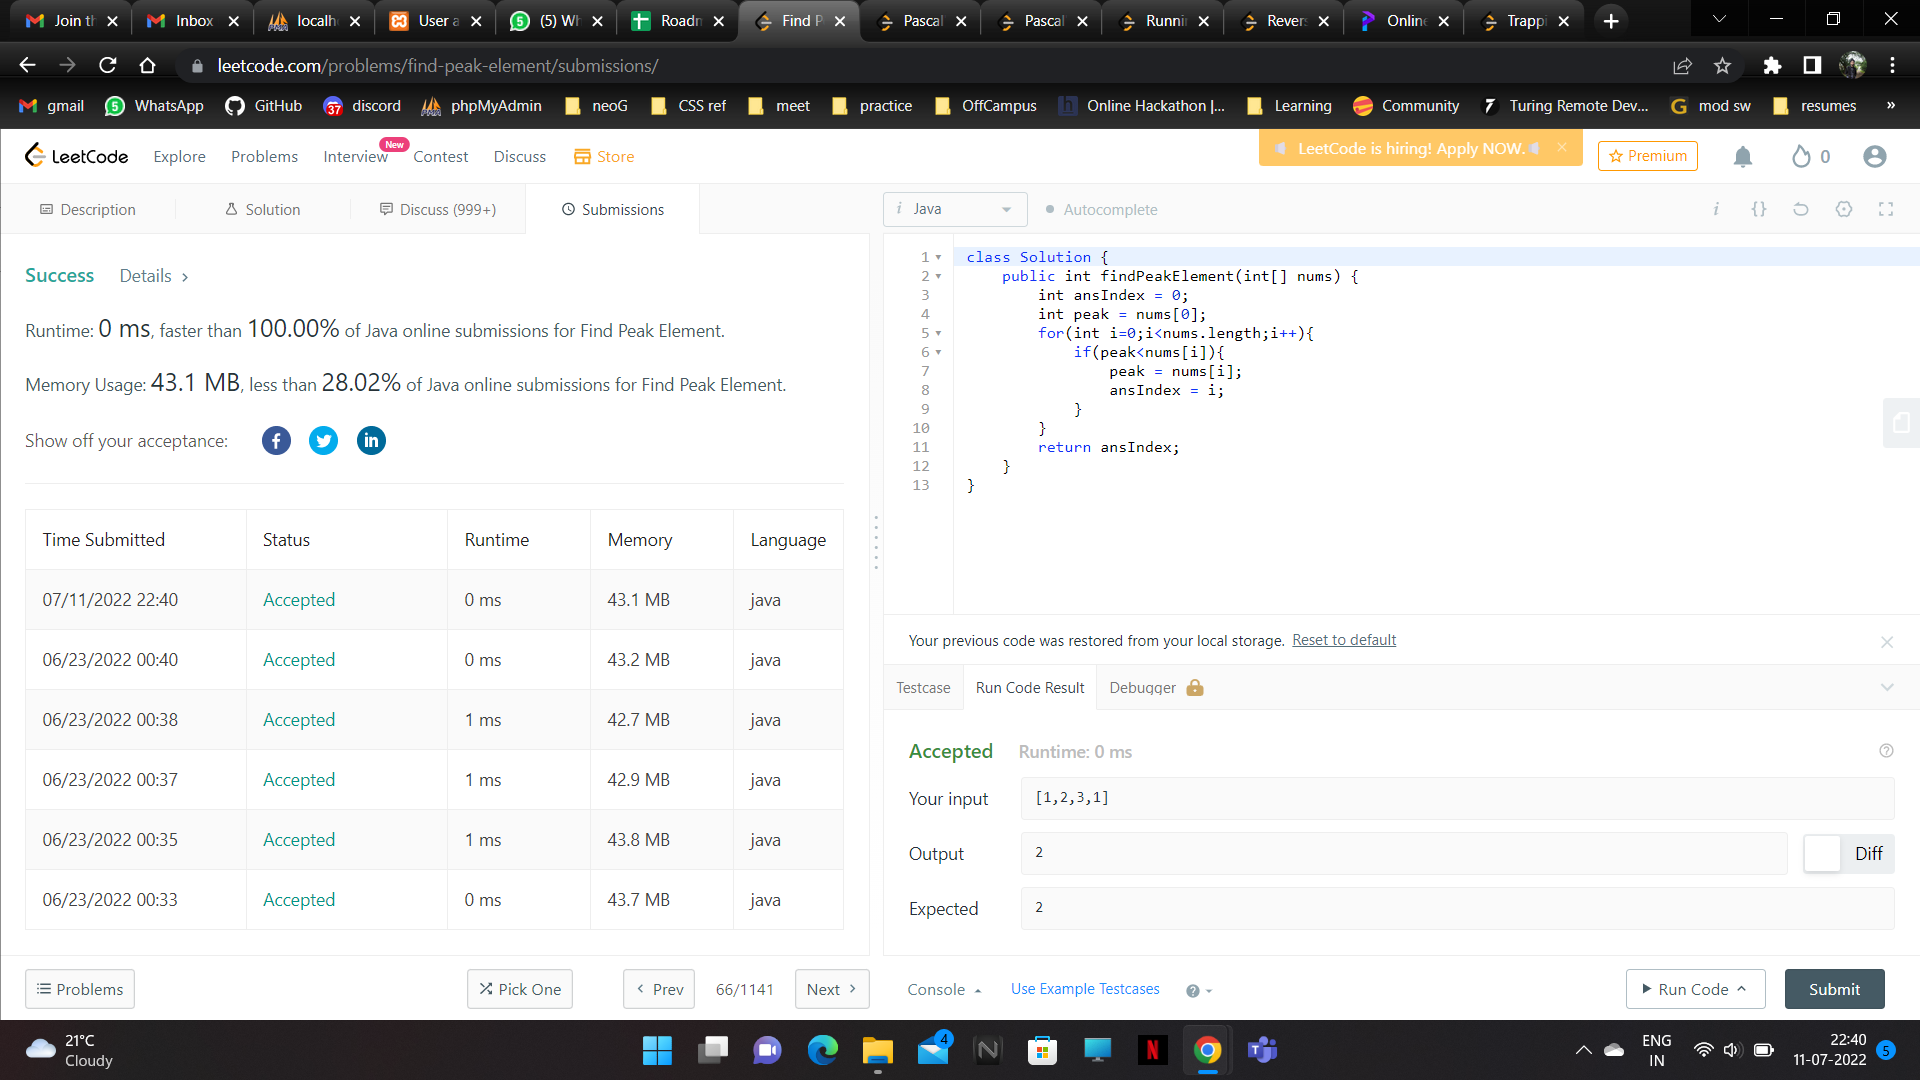 Join th
Inbox
localh
User a
(5) Wh
Roadm
Find P
Pascal
Pascal
Runnin
Revers
Online
Trappi
leetcode.com/problems/find-peak-element/submissions/
gmail
WhatsApp
GitHub
37
discord
phpMyAdmin
neoG
CSS ref
meet
practice
OffCampus
Online Hackathon |...
Learning
Community
Turing Remote Dev...
mod sw
resumes
»
LeetCode
Explore
Problems
Interview
New
Contest
Discuss
Store
LeetCode is hiring! Apply NOW.
Premium
0
Description
Solution
Discuss (999+)
Submissions
Success
Details
Runtime: 0 ms, faster than 100.00% of Java online submissions for Find Peak Element.
Memory Usage: 43.1 MB, less than 28.02% of Java online submissions for Find Peak Element.
Show off your acceptance:
Time Submitted Status Runtime Memory Language
07/11/2022 22:40 Accepted 0 ms 43.1 MB java
06/23/2022 00:40 Accepted 0 ms 43.2 MB java
06/23/2022 00:38 Accepted 1 ms 42.7 MB java
06/23/2022 00:37 Accepted 1 ms 42.9 MB java
06/23/2022 00:35 Accepted 1 ms 43.8 MB java
06/23/2022 00:33 Accepted 0 ms 43.7 MB java
Problems
Pick One
Prev
66/1141
Next
i Java
Autocomplete
i
{}
1 class Solution {
2 public int findPeakElement(int[] nums) {
3 int ansIndex = 0;
4 int peak = nums[0];
5 for(int i=0;i<nums.length;i++){
6 if(peak<nums[i]){
7 peak = nums[i];
8 ansIndex = i;
9 }
10 }
11 return ansIndex;
12 }
13 }
Your previous code was restored from your local storage. Reset to default
Testcase
Run Code Result
Debugger
Accepted Runtime: 0 ms
Your input [1,2,3,1]
Output 2
Diff
Expected 2
Console
Use Example Testcases
Run Code
Submit
21°C
Cloudy
4
ENG
IN
22:40
11-07-2022
5